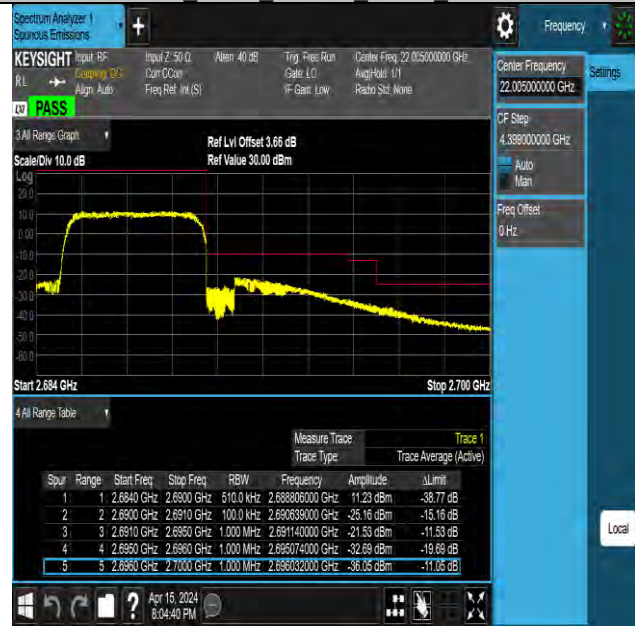 Spectrum Analyzer 1
Spurious Emissions
Frequency
KEYSIGHT Input: RF
Input Z: 50 Ω
Atten: 40 dB
Trig: Free Run
Center Freq: 22.005000000 GHz
RL
Coupling: DC
Corr CCorr
Gate: LO
Avg|Hold: 1/1
Align: Auto
Freq Ref: Int (S)
IF Gain: Low
Radio Std: None
LXI PASS
Center Frequency
22.005000000 GHz
Settings
CF Step
4.399000000 GHz
Auto
Man
Freq Offset
0 Hz
3 All Range Graph
Ref Lvl Offset 3.66 dB
Scale/Div 10.0 dB
Ref Value 30.00 dBm
Log
20.0
10.0
0.00
-10.0
-20.0
-30.0
-40.0
-50.0
-60.0
Start 2.684 GHz
Stop 2.700 GHz
4 All Range Table
Measure Trace Trace 1
Trace Type Trace Average (Active)
Spur Range Start Freq Stop Freq RBW Frequency Amplitude ΔLimit
1 1 2.6840 GHz 2.6900 GHz 510.0 kHz 2.688806000 GHz 11.23 dBm -38.77 dB
2 2 2.6900 GHz 2.6910 GHz 100.0 kHz 2.690639000 GHz -25.16 dBm -15.16 dB
3 3 2.6910 GHz 2.6950 GHz 1.000 MHz 2.691140000 GHz -21.53 dBm -11.53 dB
4 4 2.6950 GHz 2.6960 GHz 1.000 MHz 2.695074000 GHz -32.69 dBm -19.69 dB
5 5 2.6960 GHz 2.7000 GHz 1.000 MHz 2.696032000 GHz -36.05 dBm -11.05 dB
Local
Apr 15, 2024
8:04:40 PM